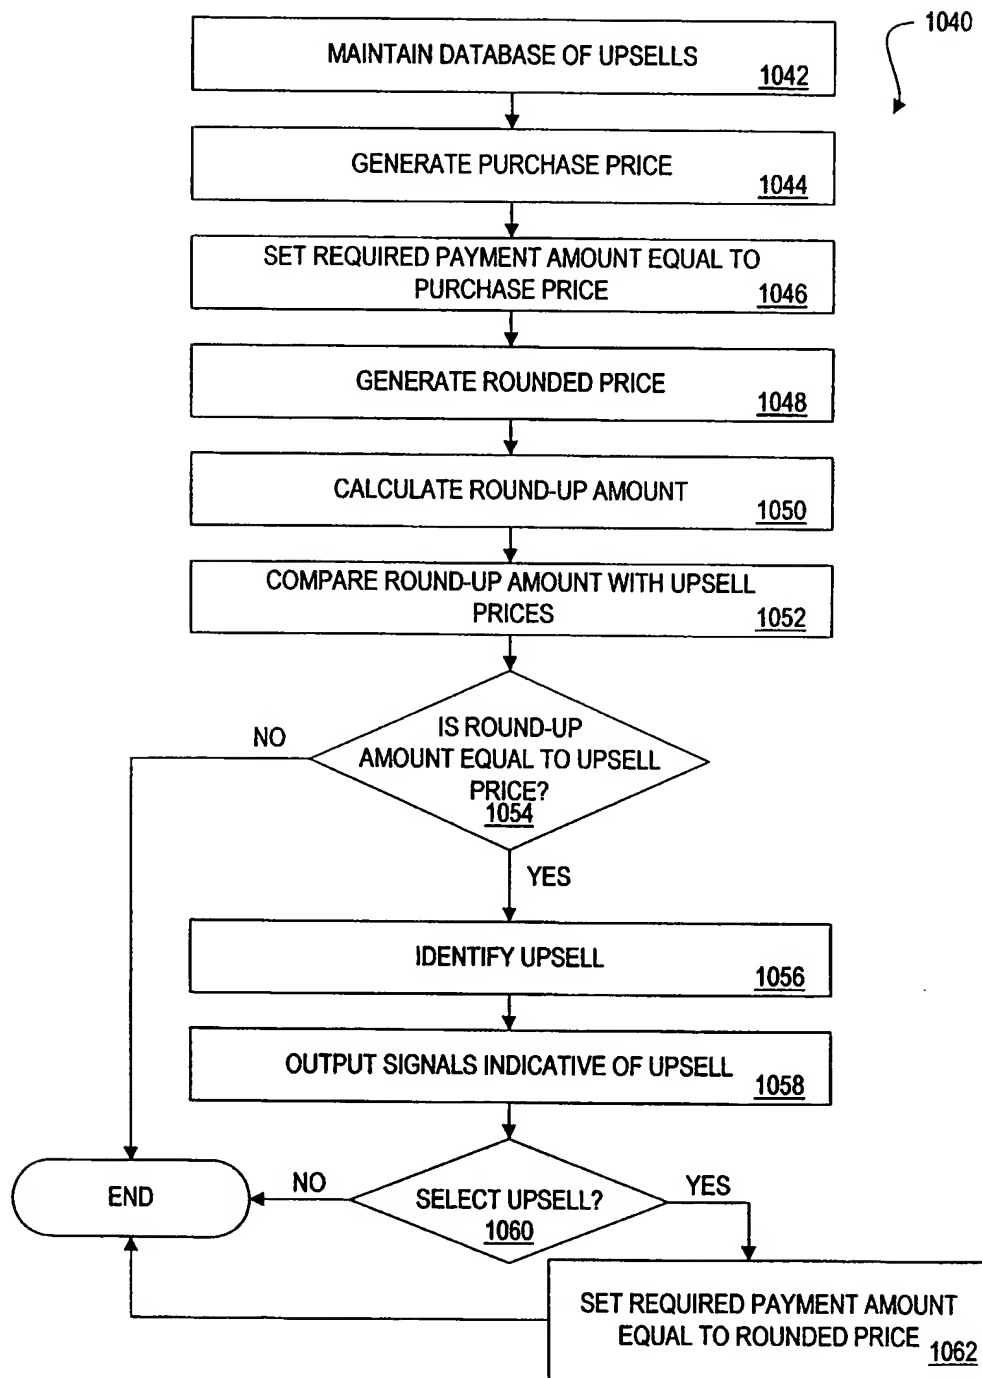 1040
MAINTAIN DATABASE OF UPSELLS
1042
GENERATE PURCHASE PRICE
1044
SET REQUIRED PAYMENT AMOUNT EQUAL TO
PURCHASE PRICE
1046
GENERATE ROUNDED PRICE
1048
CALCULATE ROUND-UP AMOUNT
1050
COMPARE ROUND-UP AMOUNT WITH UPSELL
PRICES
1052
IS ROUND-UP
AMOUNT EQUAL TO UPSELL
PRICE?
1054
NO
YES
IDENTIFY UPSELL
1056
OUTPUT SIGNALS INDICATIVE OF UPSELL
1058
SELECT UPSELL?
1060
NO
YES
END
SET REQUIRED PAYMENT AMOUNT
EQUAL TO ROUNDED PRICE
1062